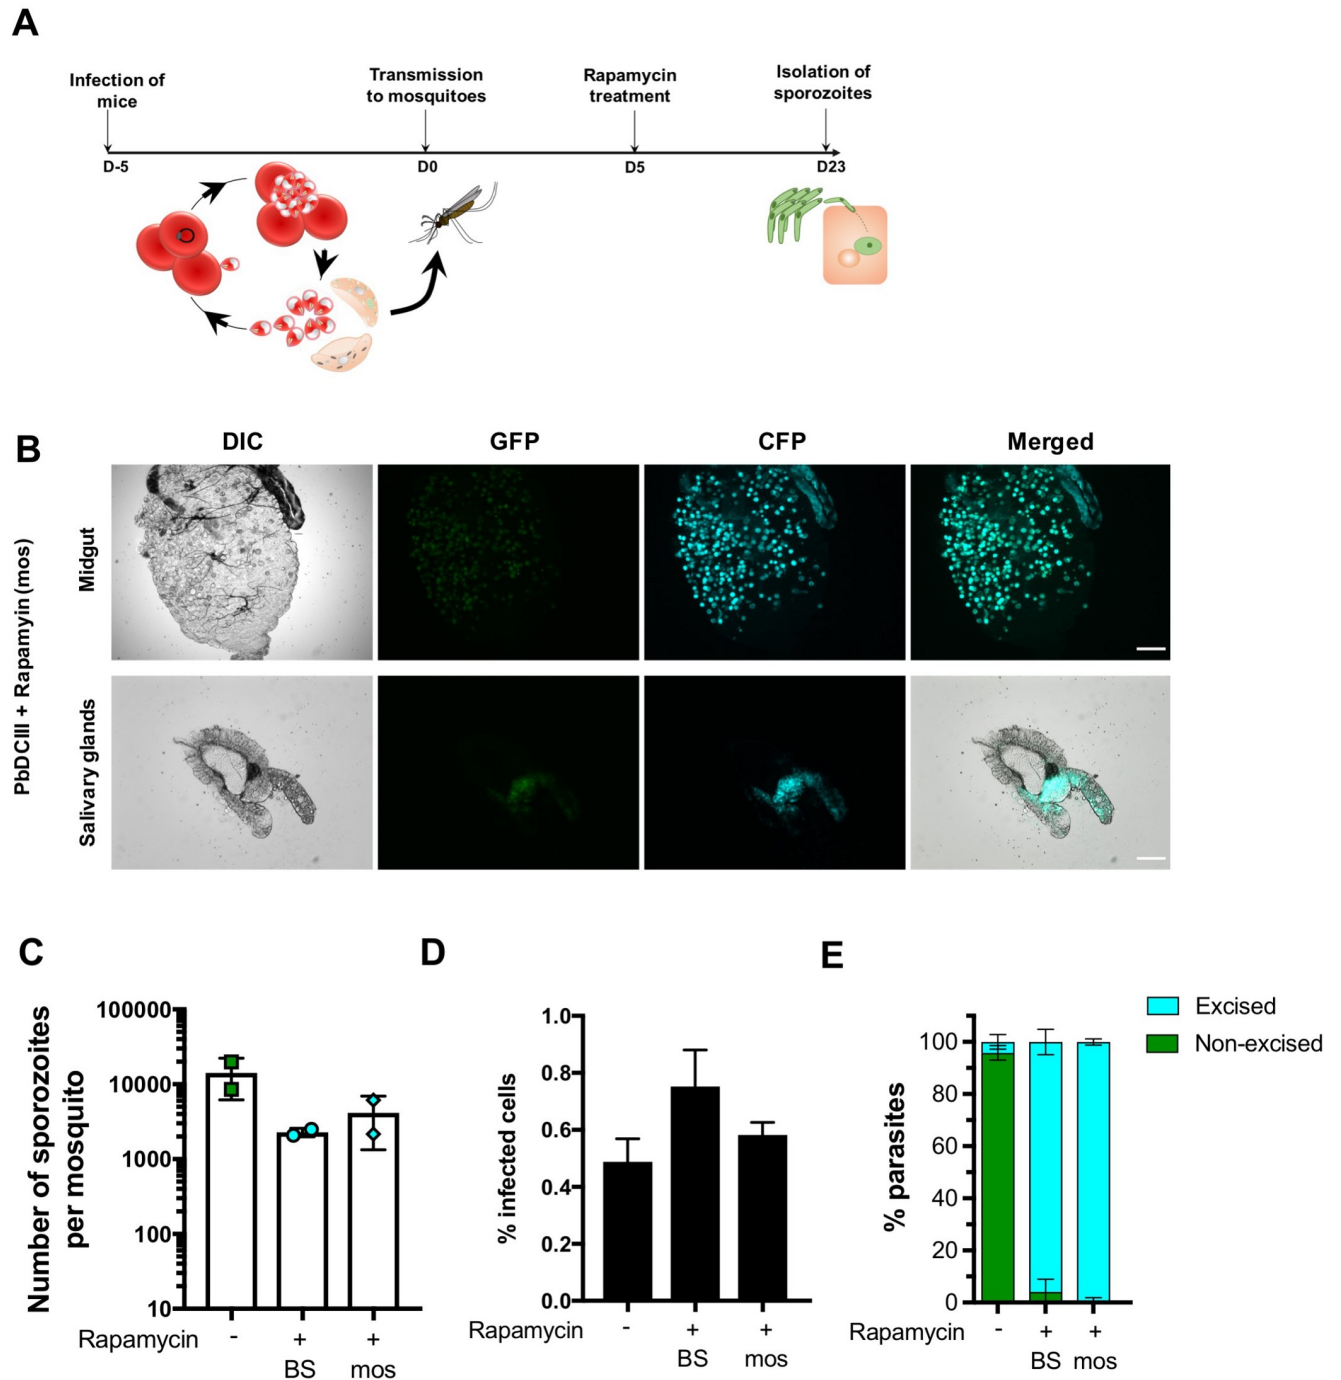 A
Infection of
mice
Transmission
to mosquitoes
Rapamycin
treatment
Isolation of
sporozoites
D-5
D0
D5
D23
B
DIC
GFP
CFP
Merged
PbDCIII + Rapamyin (mos)
Midgut
Salivary glands
C
Number of sporozoites
per mosquito
100000
10000
1000
100
10
Rapamycin
-
+
+
BS
mos
D
% infected cells
1.0
0.8
0.6
0.4
0.2
0.0
Rapamycin
-
+
+
BS
mos
E
% parasites
100
80
60
40
20
0
Rapamycin
-
+
+
BS
mos
Excised
Non-excised